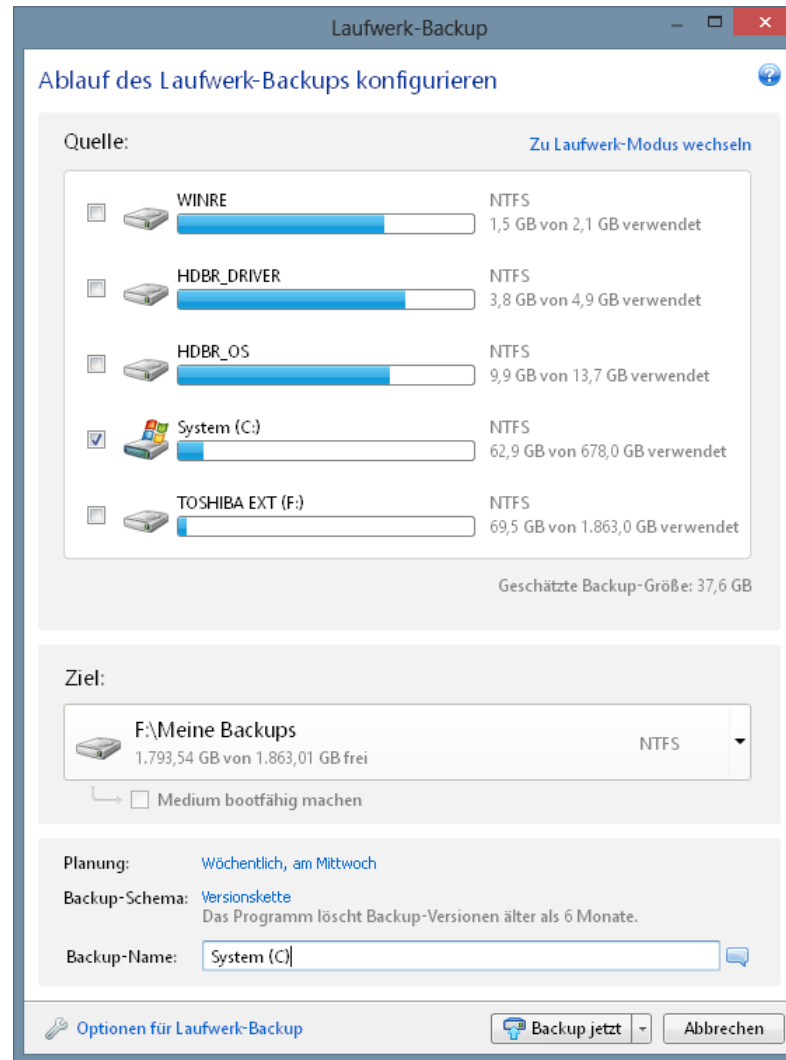 Laufwerk-Backup
Ablauf des Laufwerk-Backups konfigurieren
Quelle:
Zu Laufwerk-Modus wechseln
WINRE
NTFS
1,5 GB von 2,1 GB verwendet
HDBR_DRIVER
NTFS
3,8 GB von 4,9 GB verwendet
HDBR_OS
NTFS
9,9 GB von 13,7 GB verwendet
System (C:)
NTFS
62,9 GB von 678,0 GB verwendet
TOSHIBA EXT (F:)
NTFS
69,5 GB von 1.863,0 GB verwendet
Geschätzte Backup-Größe: 37,6 GB
Ziel:
F:\Meine Backups
1.793,54 GB von 1.863,01 GB frei
NTFS
Medium bootfähig machen
Planung: Wöchentlich, am Mittwoch
Backup-Schema: Versionskette
Das Programm löscht Backup-Versionen älter als 6 Monate.
Backup-Name: System (C)
Optionen für Laufwerk-Backup
Backup jetzt
Abbrechen